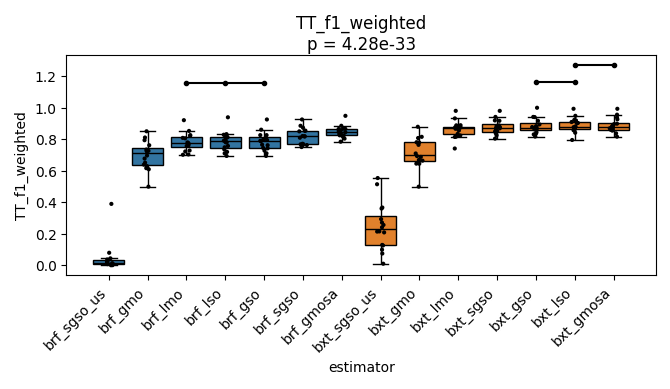 TT_f1_weighted
p = 4.28e-33
TT_f1_weighted
1.2
1.0
0.8
0.6
0.4
0.2
0.0
brf_sgso_us
brf_gmo
brf_lmo
brf_lso
brf_gso
brf_sgso
brf_gmosa
bxt_sgso_us
bxt_gmo
bxt_lmo
bxt_sgso
bxt_gso
bxt_lso
bxt_gmosa
estimator